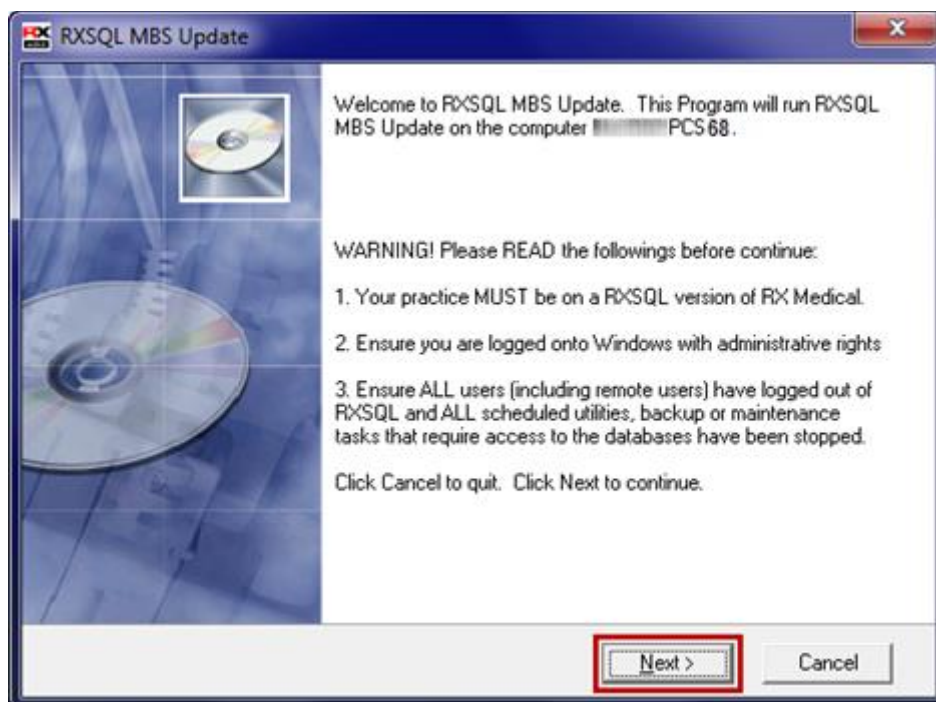 RXSQL MBS Update
Welcome to RXSQL MBS Update. This Program will run RXSQL
MBS Update on the computer PCS68.
WARNING! Please READ the followings before continue:
1. Your practice MUST be on a RXSQL version of RX Medical.
2. Ensure you are logged onto Windows with administrative rights
3. Ensure ALL users (including remote users) have logged out of
RXSQL and ALL scheduled utilities, backup or maintenance
tasks that require access to the databases have been stopped.
Click Cancel to quit. Click Next to continue.
Next >
Cancel